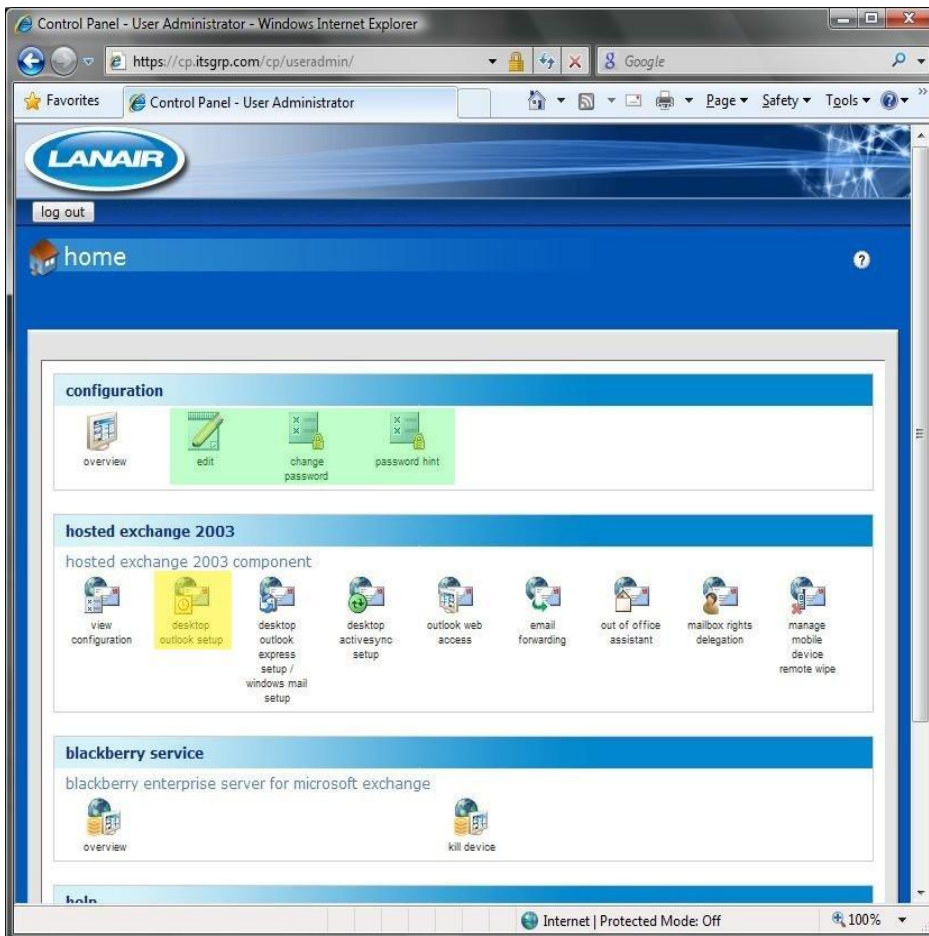 Control Panel - User Administrator - Windows Internet Explorer
https://cp.itsgrp.com/cp/useradmin/
Google
Favorites
Control Panel - User Administrator
Page
Safety
Tools
LANAIR
log out
home
configuration
overview
edit
change
password
password hint
hosted exchange 2003
hosted exchange 2003 component
view
configuration
desktop
outlook setup
desktop
outlook
express
setup /
windows mail
setup
desktop
activesync
setup
outlook web
access
email
forwarding
out of office
assistant
mailbox rights
delegation
manage
mobile
device
remote wipe
blackberry service
blackberry enterprise server for microsoft exchange
overview
kill device
help
Internet | Protected Mode: Off
100%